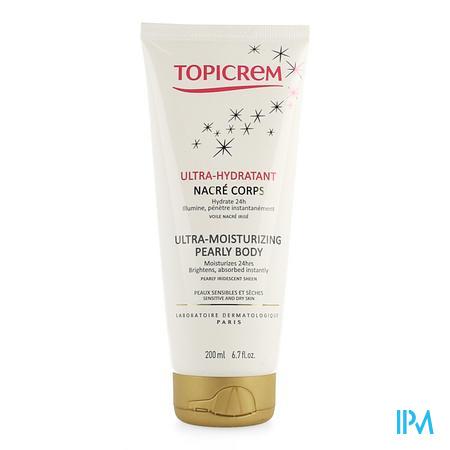 TOPICREM
ULTRA-HYDRATANT
NACRÉ CORPS
Hydrate 24h
Illumine, pénètre instantanément
VOILE NACRÉ IRISÉ
ULTRA-MOISTURIZING
PEARLY BODY
Moisturizes 24hrs
Brightens, absorbed instantly
PEARLY IRIDESCENT SHEEN
PEAUX SENSIBLES ET SÈCHES
SENSITIVE AND DRY SKIN
LABORATOIRE DERMATOLOGIQUE
PARIS
200 ml 6.7 fl.oz.
IPM